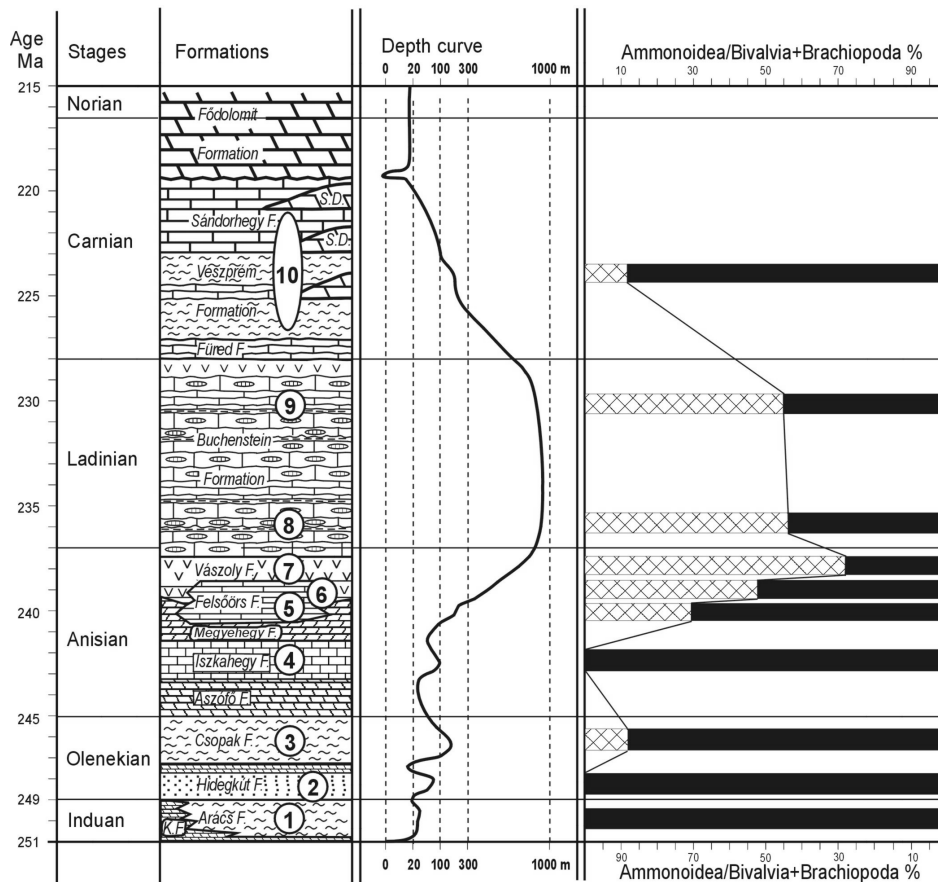 Age
Ma
Stages
Formations
Depth curve
0 20 100 300 1000 m
Ammonoidea/Bivalvia+Brachiopoda %
10 30 50 70 90
215
Norian
Fődolomit
Formation
220
S.D.
Sándorhegy F.
S.D.
Carnian
Veszprém
10
225
Formation
Füred F.
230
9
Buchenstein
Ladinian
Formation
235
8
Vászoly F.
7
6
Felsőörs F.
5
240
Megyehegy F.
Anisian
Iszkahegy F.
4
Aszófő F.
245
Csopak F.
3
Olenekian
Hidegkút F.
2
249
Induan
Arács F.
1
K.F.
251
0 20 100 300 1000 m
90 70 50 30 10
Ammonoidea/Bivalvia+Brachiopoda %